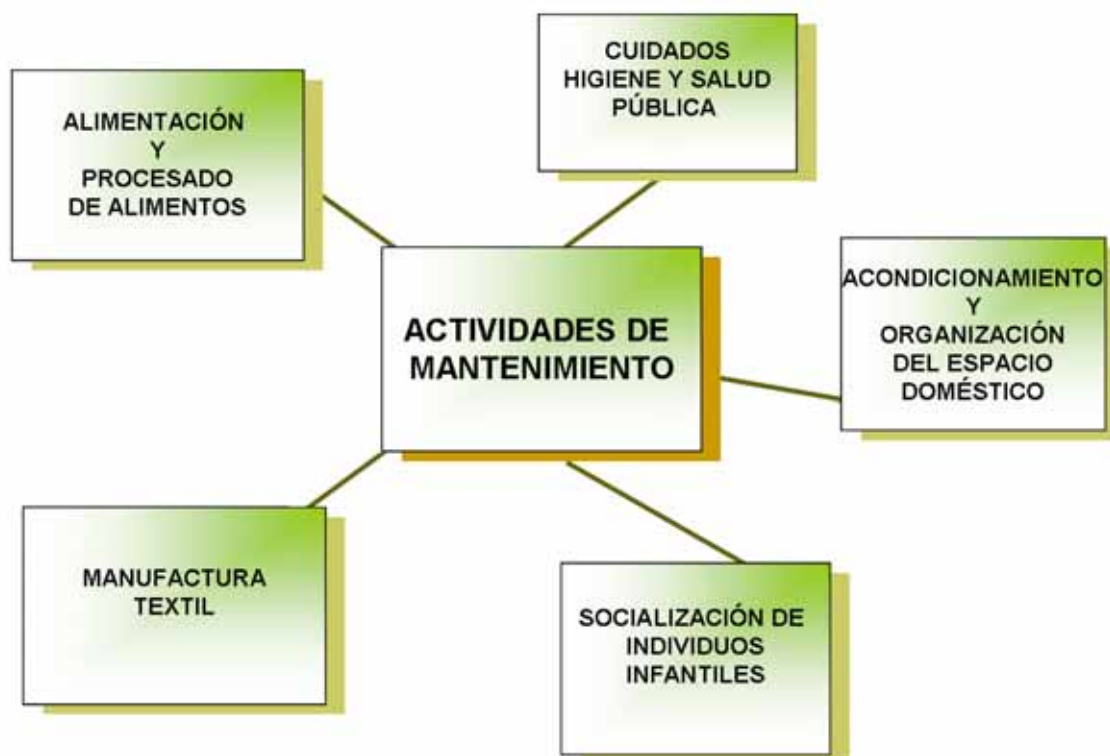 CUIDADOS
HIGIENE Y SALUD
PÚBLICA
ALIMENTACIÓN
Y
PROCESADO
DE ALIMENTOS
ACTIVIDADES DE
MANTENIMIENTO
ACONDICIONAMIENTO
Y
ORGANIZACIÓN
DEL ESPACIO
DOMÉSTICO
MANUFACTURA
TEXTIL
SOCIALIZACIÓN DE
INDIVIDUOS
INFANTILES